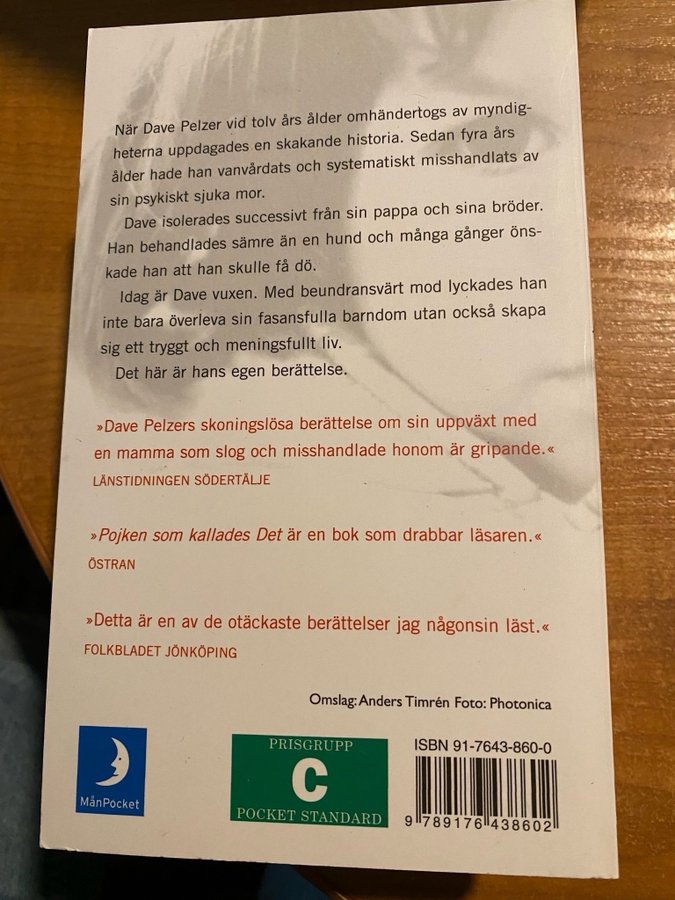 När Dave Pelzer vid tolv års ålder omhändertogs av myndig-
heterna uppdagades en skakande historia. Sedan fyra års
ålder hade han vanvårdats och systematiskt misshandlats av
sin psykiskt sjuka mor.
Dave isolerades successivt från sin pappa och sina bröder.
Han behandlades sämre än en hund och många gånger öns-
kade han att han skulle få dö.
Idag är Dave vuxen. Med beundransvärt mod lyckades han
inte bara överleva sin fasansfulla barndom utan också skapa
sig ett tryggt och meningsfullt liv.
Det här är hans egen berättelse.
»Dave Pelzers skoningslösa berättelse om sin uppväxt med
en mamma som slog och misshandlade honom är gripande.«
LÄNSTIDNINGEN SÖDERTÄLJE
»Pojken som kallades Det är en bok som drabbar läsaren.«
ÖSTRAN
»Detta är en av de otäckaste berättelser jag någonsin läst.«
FOLKBLADET JÖNKÖPING
Omslag: Anders Timrén Foto: Photonica
MånPocket
PRISGRUPP
C
POCKET STANDARD
ISBN 91-7643-860-0
9 789176 438602